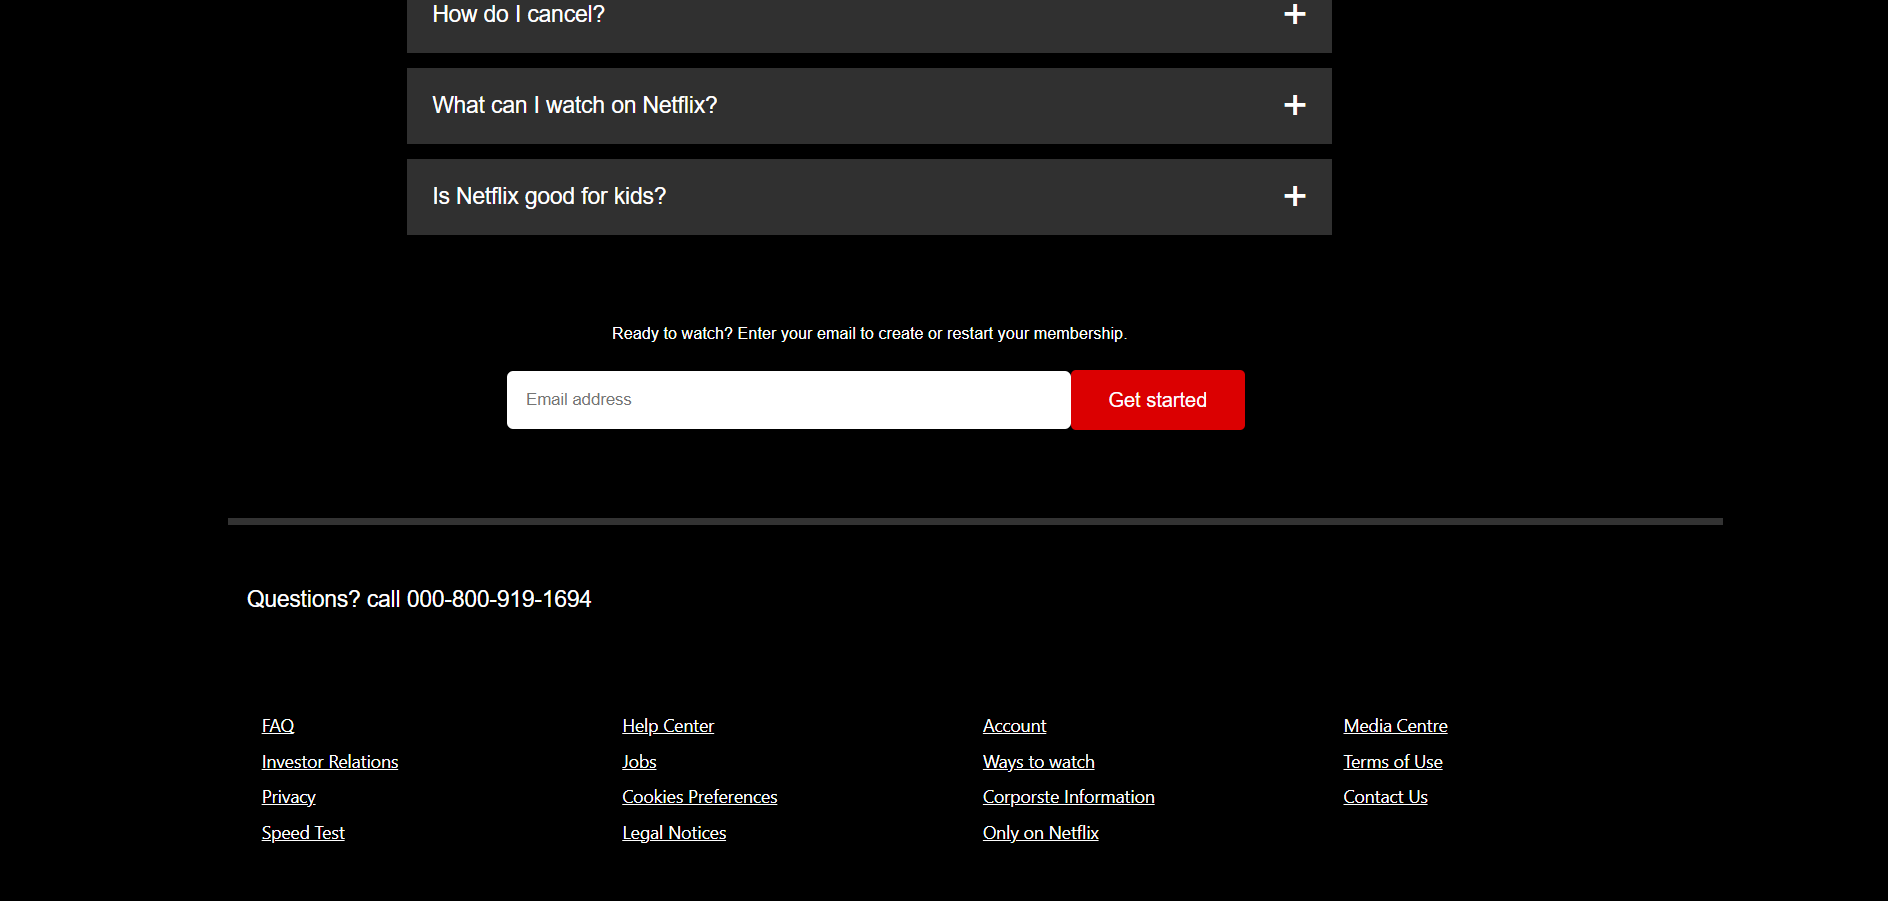 How do I cancel?
What can I watch on Netflix?
Is Netflix good for kids?
Ready to watch? Enter your email to create or restart your membership.
Email address
Get started
Questions? call 000-800-919-1694
FAQ
Investor Relations
Privacy
Speed Test
Help Center
Jobs
Cookies Preferences
Legal Notices
Account
Ways to watch
Corporste Information
Only on Netflix
Media Centre
Terms of Use
Contact Us